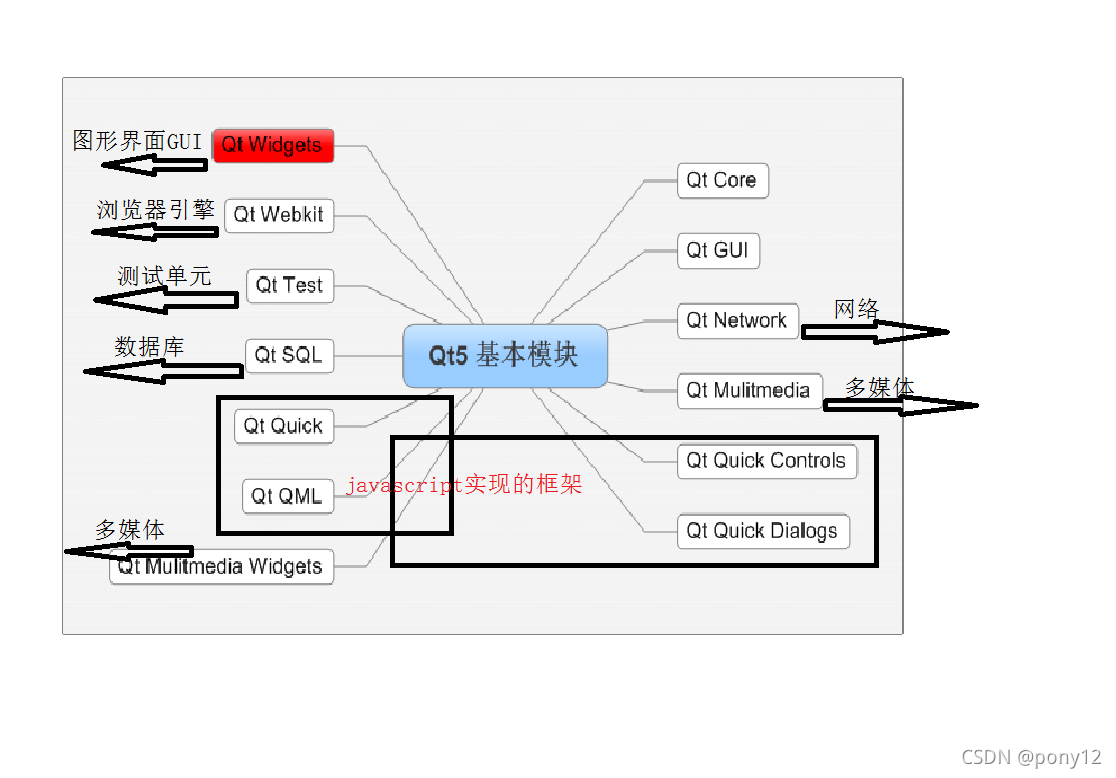 图形界面GUI
Qt Widgets
浏览器引擎
Qt Webkit
测试单元
Qt Test
数据库
Qt SQL
Qt Quick
Qt QML
多媒体
Qt Mulitmedia Widgets
Qt5 基本模块
javascript实现的框架
Qt Core
Qt GUI
Qt Network
网络
Qt Mulitmedia
多媒体
Qt Quick Controls
Qt Quick Dialogs
CSDN @pony12